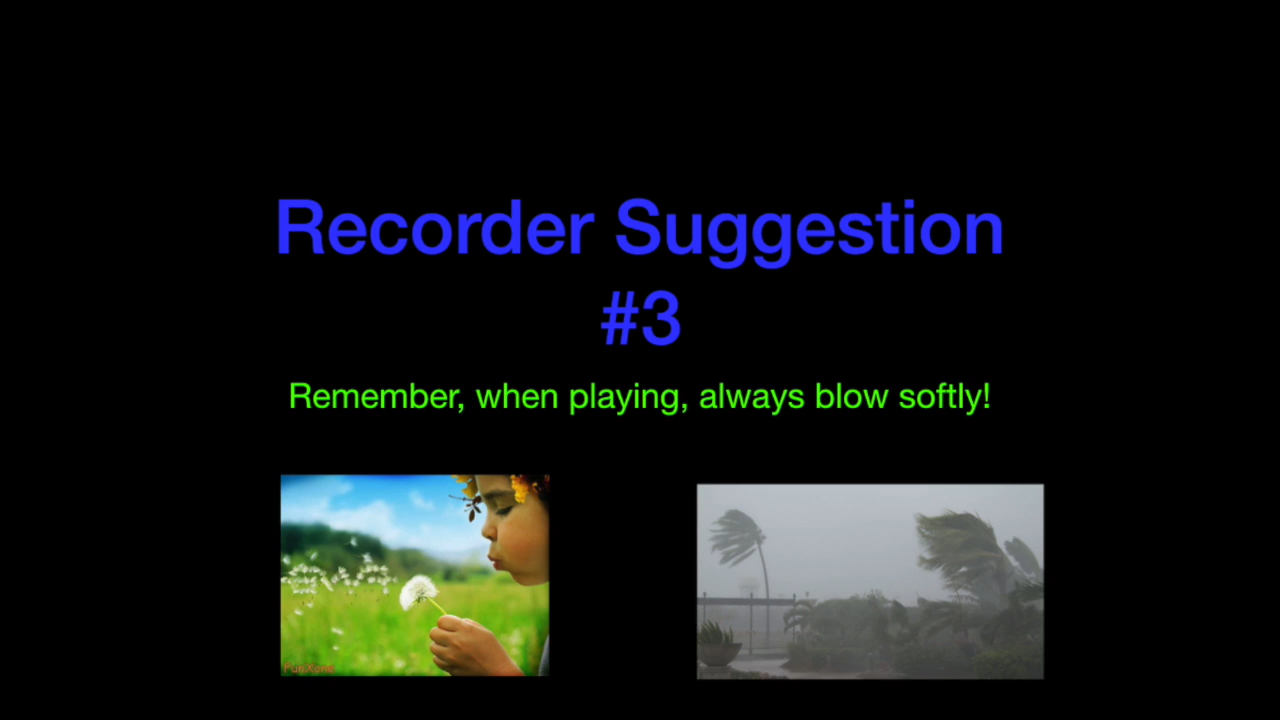 Recorder Suggestion
#3
Remember, when playing, always blow softly!